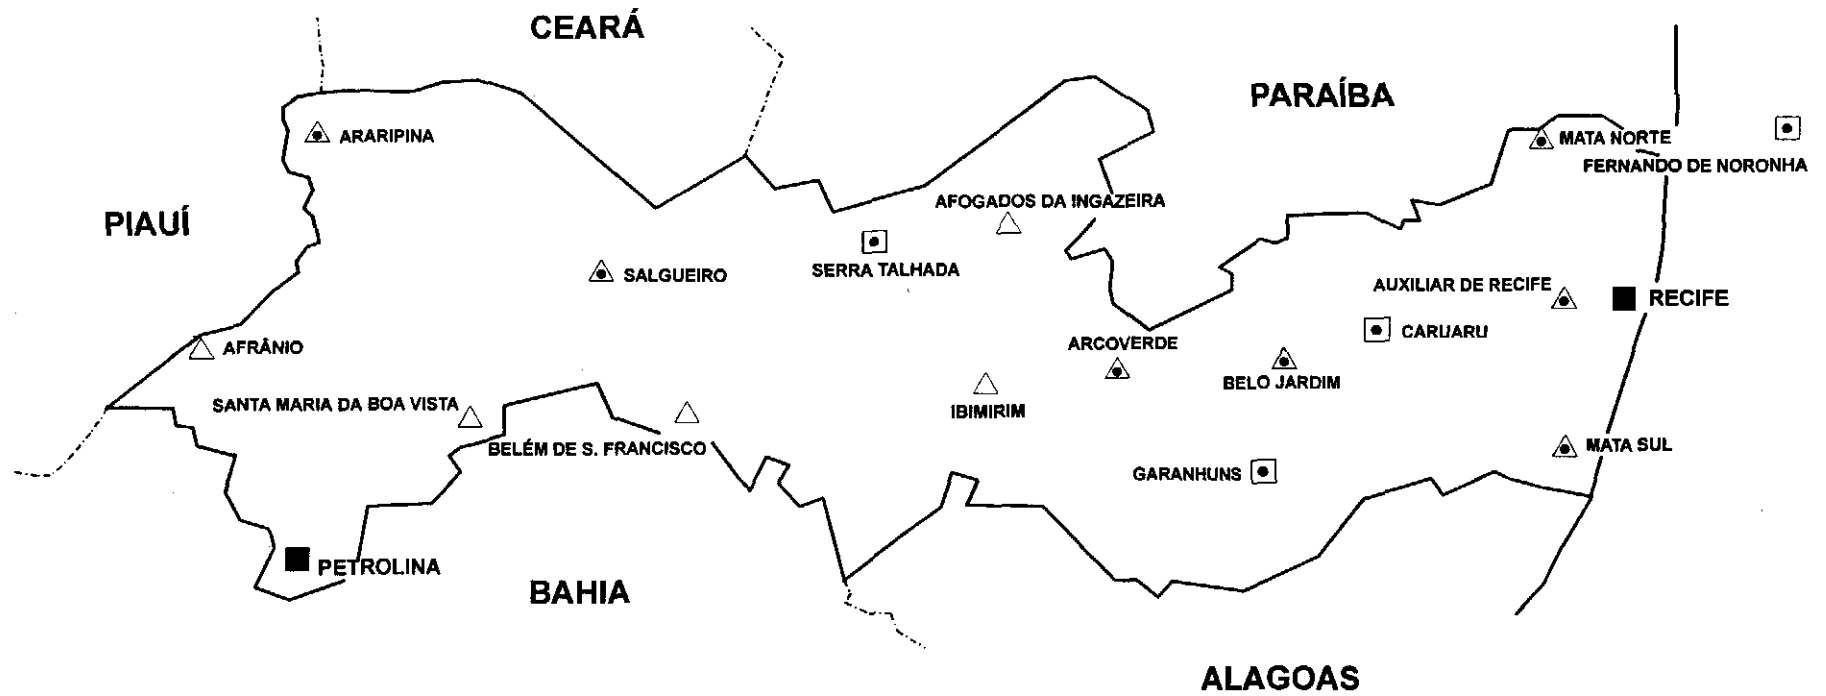 CEARÁ
PARAÍBA
ARARIPINA
MATA NORTE
FERNANDO DE NORONHA
AFOGADOS DA INGAZEIRA
PIAUÍ
SERRA TALHADA
SALGUEIRO
AUXILIAR DE RECIFE
RECIFE
CARUARU
AFRÂNIO
ARCOVERDE
BELO JARDIM
SANTA MARIA DA BOA VISTA
IBIMIRIM
BELÉM DE S. FRANCISCO
MATA SUL
GARANHUNS
PETROLINA
BAHIA
ALAGOAS